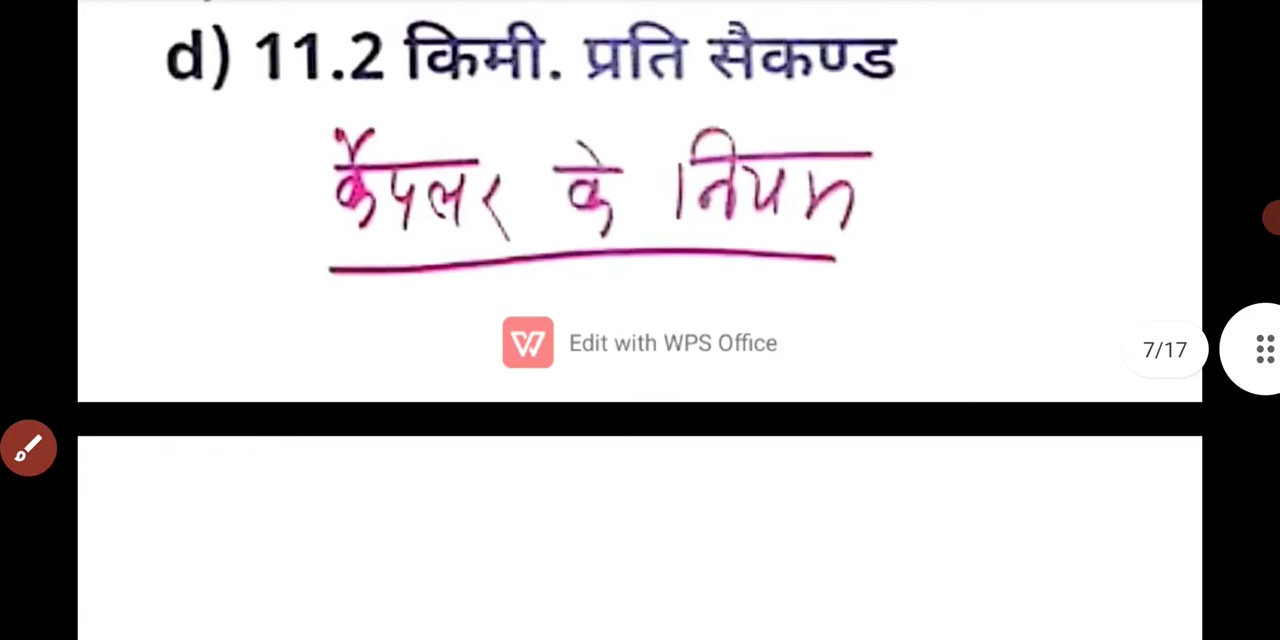 d) 11.2 किमी. प्रति सैकण्ड
कैपलर के नियम
Edit with WPS Office
7/17